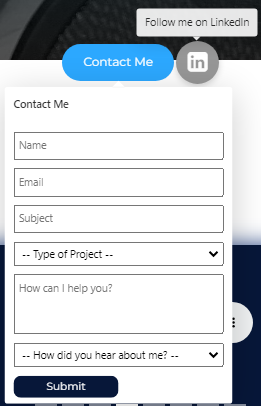 Follow me on LinkedIn
Contact Me
in
Contact Me
Name
Email
Subject
-- Type of Project --
How can I help you?
-- How did you hear about me? --
Submit